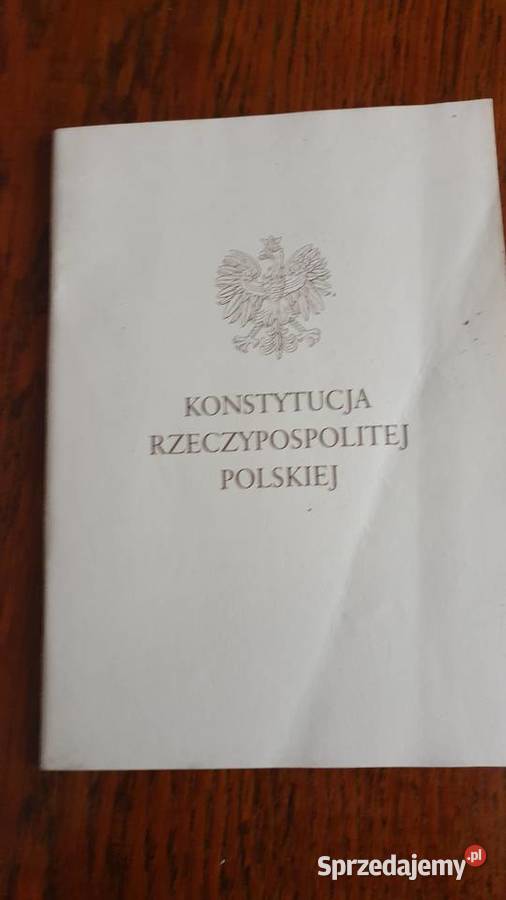 KONSTYTUCJA
RZECZYPOSPOLITEJ
POLSKIEJ
Sprzedajemy.pl